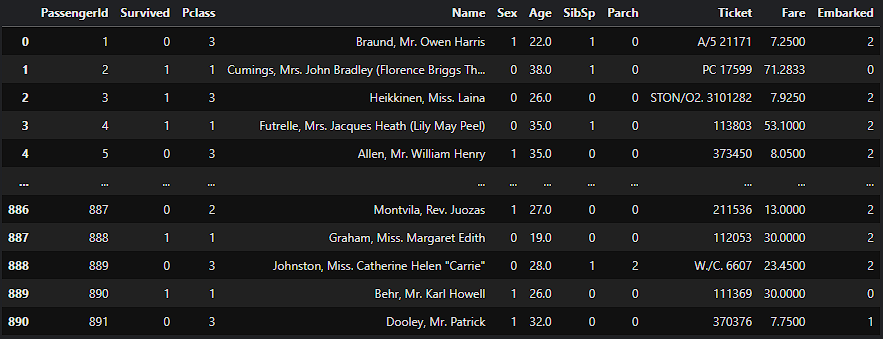 PassengerId Survived Pclass Name Sex Age SibSp Parch Ticket Fare Embarked
0 1 0 3 Braund, Mr. Owen Harris 1 22.0 1 0 A/5 21171 7.2500 2
1 2 1 1 Cumings, Mrs. John Bradley (Florence Briggs Th... 0 38.0 1 0 PC 17599 71.2833 0
2 3 1 3 Heikkinen, Miss. Laina 0 26.0 0 0 STON/O2. 3101282 7.9250 2
3 4 1 1 Futrelle, Mrs. Jacques Heath (Lily May Peel) 0 35.0 1 0 113803 53.1000 2
4 5 0 3 Allen, Mr. William Henry 1 35.0 0 0 373450 8.0500 2
... ... ... ... ... ... ... ... ... ... ... ...
886 887 0 2 Montvila, Rev. Juozas 1 27.0 0 0 211536 13.0000 2
887 888 1 1 Graham, Miss. Margaret Edith 0 19.0 0 0 112053 30.0000 2
888 889 0 3 Johnston, Miss. Catherine Helen "Carrie" 0 28.0 1 2 W./C. 6607 23.4500 2
889 890 1 1 Behr, Mr. Karl Howell 1 26.0 0 0 111369 30.0000 0
890 891 0 3 Dooley, Mr. Patrick 1 32.0 0 0 370376 7.7500 1